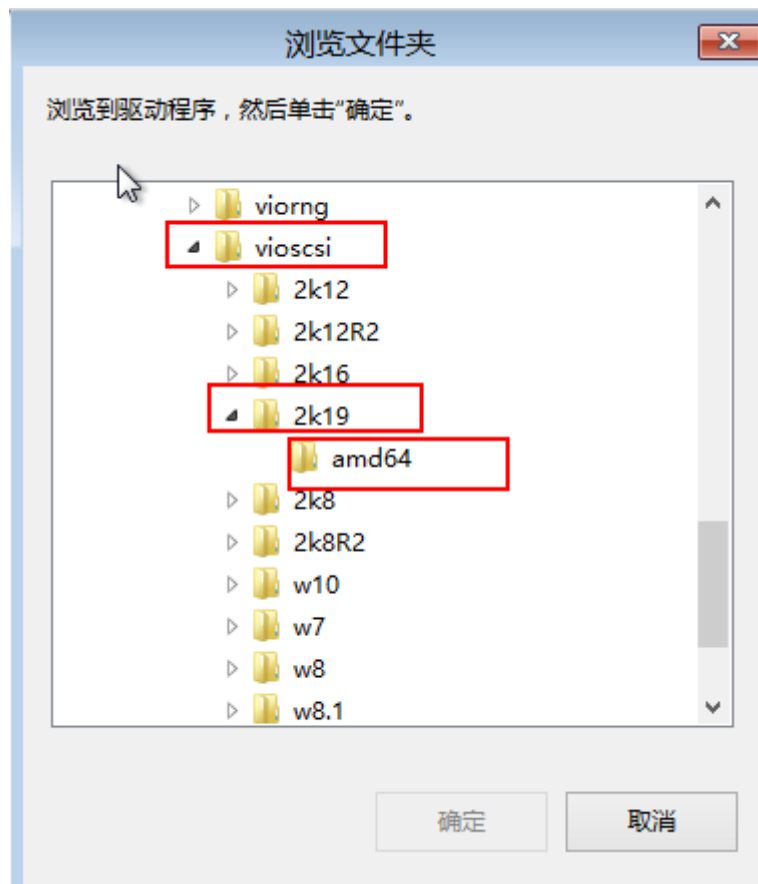 浏览文件夹
浏览到驱动程序，然后单击“确定”。
viorng
vioscsi
2k12
2k12R2
2k16
2k19
amd64
2k8
2k8R2
w10
w7
w8
w8.1
确定
取消